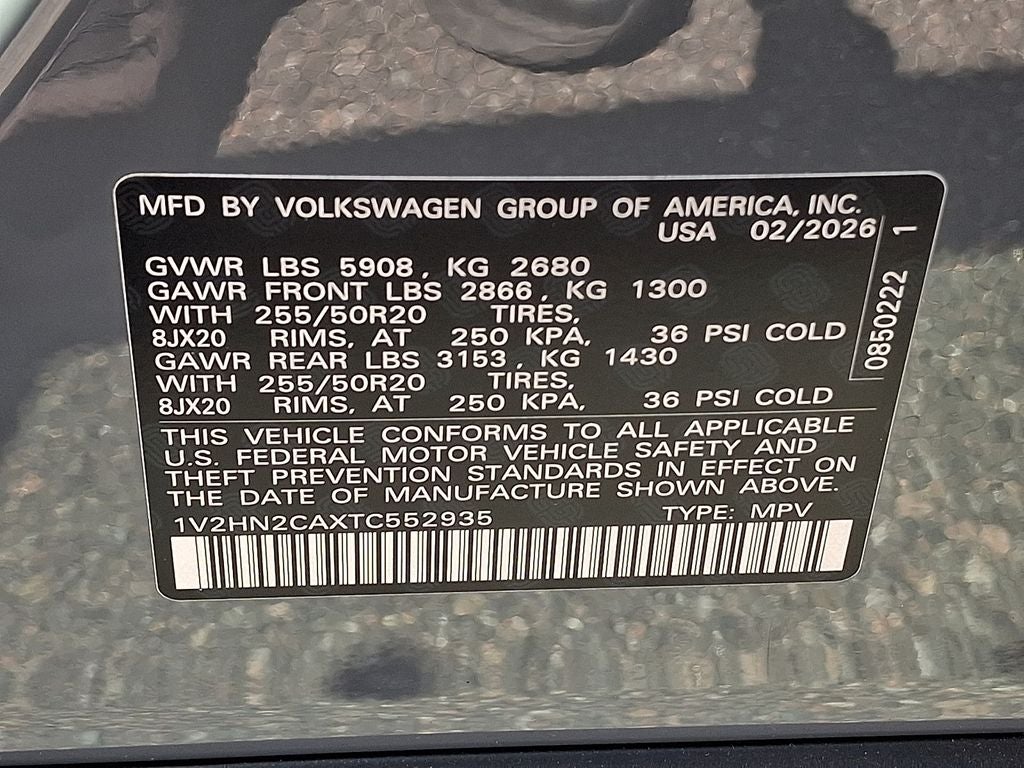 MFD BY VOLKSWAGEN GROUP OF AMERICA, INC.
USA 02/2026
GVWR LBS 5908, KG 2680
GAWR FRONT LBS 2866, KG 1300
WITH 255/50R20 TIRES,
8JX20 RIMS, AT 250 KPA, 36 PSI COLD
GAWR REAR LBS 3153, KG 1430
WITH 255/50R20 TIRES,
8JX20 RIMS, AT 250 KPA, 36 PSI COLD
THIS VEHICLE CONFORMS TO ALL APPLICABLE
U.S. FEDERAL MOTOR VEHICLE SAFETY AND
THEFT PREVENTION STANDARDS IN EFFECT ON
THE DATE OF MANUFACTURE SHOWN ABOVE.
1V2HN2CAXTC552935 TYPE: MPV
0850222 1